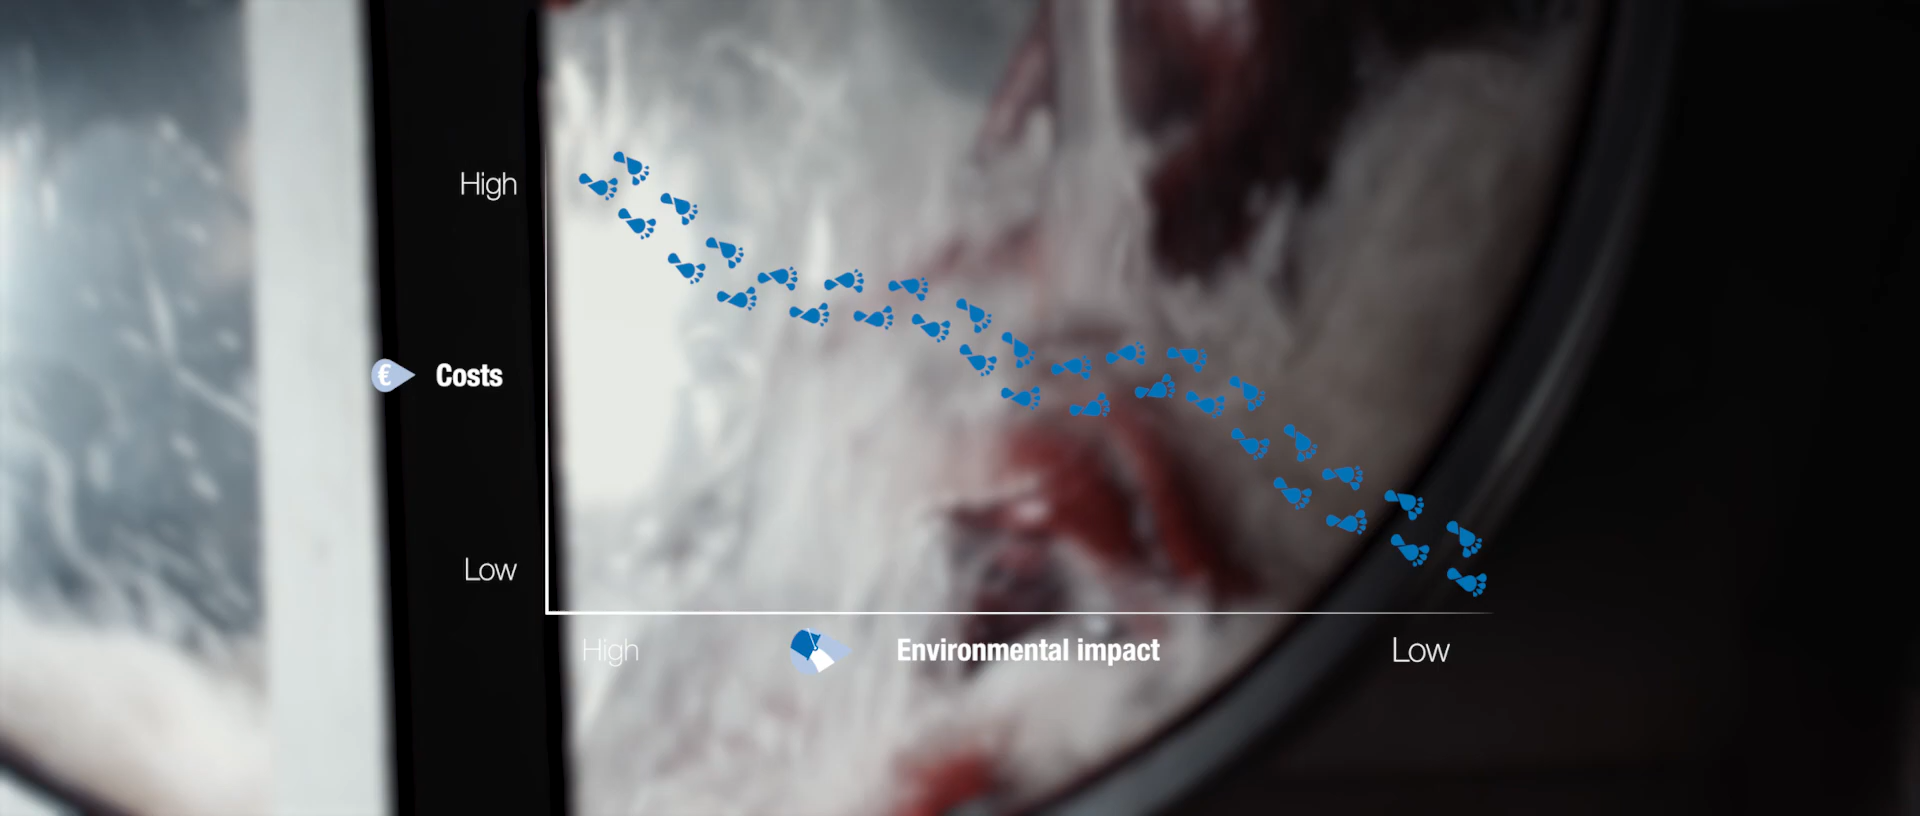 High
€ Costs
Low
High
Environmental impact
Low